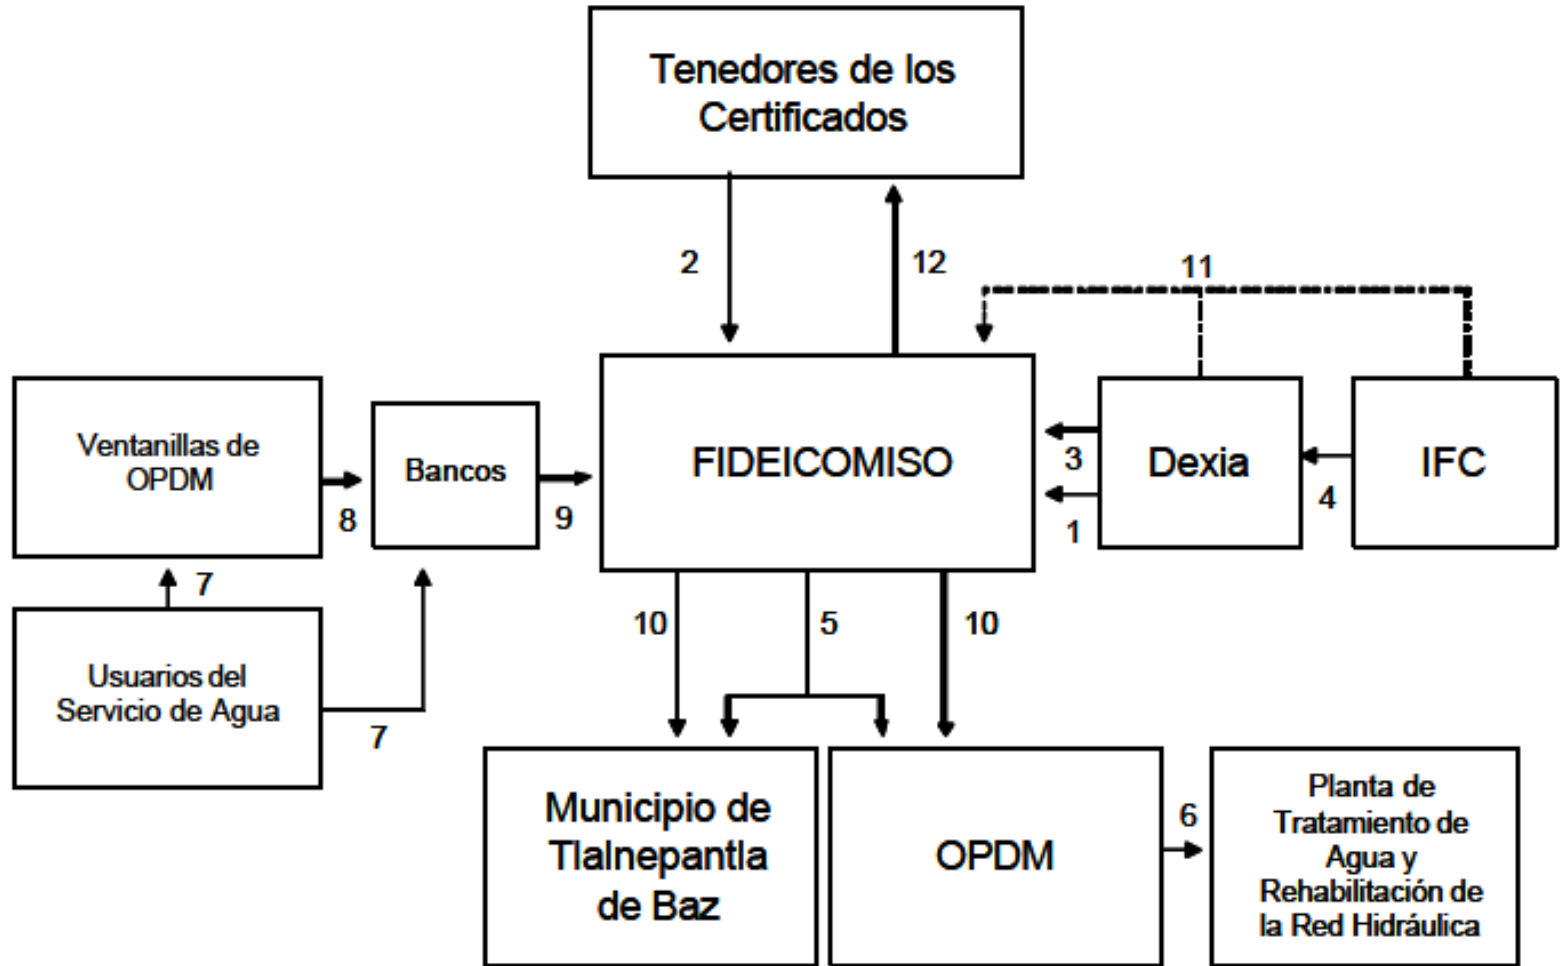 Tenedores de los
Certificados
2
12
11
Ventanillas de
OPDM
8
Bancos
9
FIDEICOMISO
3
1
Dexia
4
IFC
7
Usuarios del
Servicio de Agua
7
10
5
10
Municipio de
Tlalnepantla
de Baz
OPDM
6
Planta de
Tratamiento de
Agua y
Rehabilitación de
la Red Hidráulica